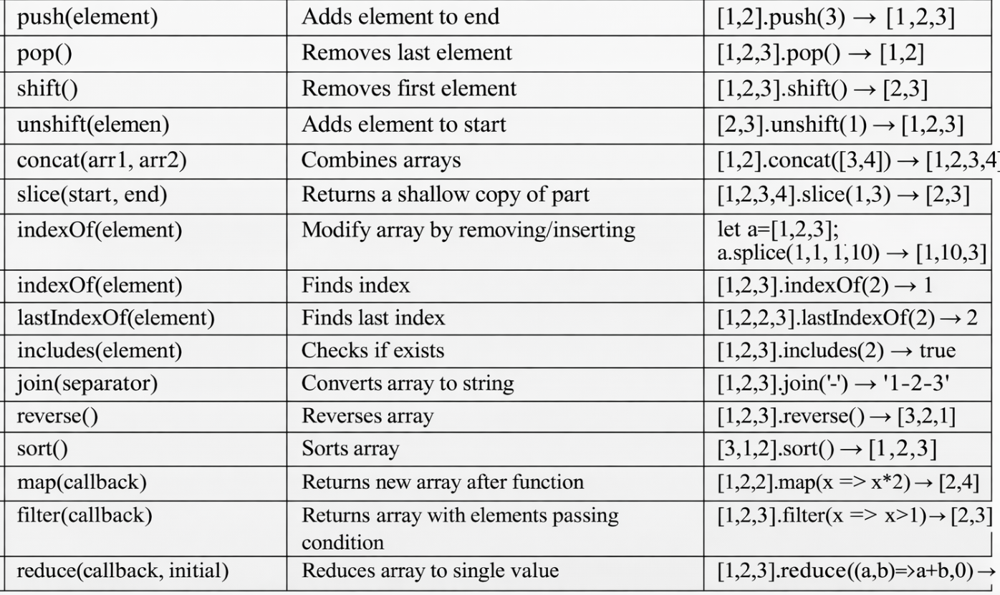 push(element) Adds element to end [1,2].push(3) → [1,2,3]
pop() Removes last element [1,2,3].pop() → [1,2]
shift() Removes first element [1,2,3].shift() → [2,3]
unshift(elemen) Adds element to start [2,3].unshift(1) → [1,2,3]
concat(arr1, arr2) Combines arrays [1,2].concat([3,4]) → [1,2,3,4]
slice(start, end) Returns a shallow copy of part [1,2,3,4].slice(1,3) → [2,3]
indexOf(element) Modify array by removing/inserting let a=[1,2,3];
a.splice(1,1, 1,10) → [1,10,3]
indexOf(element) Finds index [1,2,3].indexOf(2) → 1
lastIndexOf(element) Finds last index [1,2,2,3].lastIndexOf(2) → 2
includes(element) Checks if exists [1,2,3].includes(2) → true
join(separator) Converts array to string [1,2,3].join('-') → '1-2-3'
reverse() Reverses array [1,2,3].reverse() → [3,2,1]
sort() Sorts array [3,1,2].sort() → [1,2,3]
map(callback) Returns new array after function [1,2,2].map(x => x*2) → [2,4]
filter(callback) Returns array with elements passing [1,2,3].filter(x => x>1) → [2,3]
condition
reduce(callback, initial) Reduces array to single value [1,2,3].reduce((a,b)=>a+b,0) →